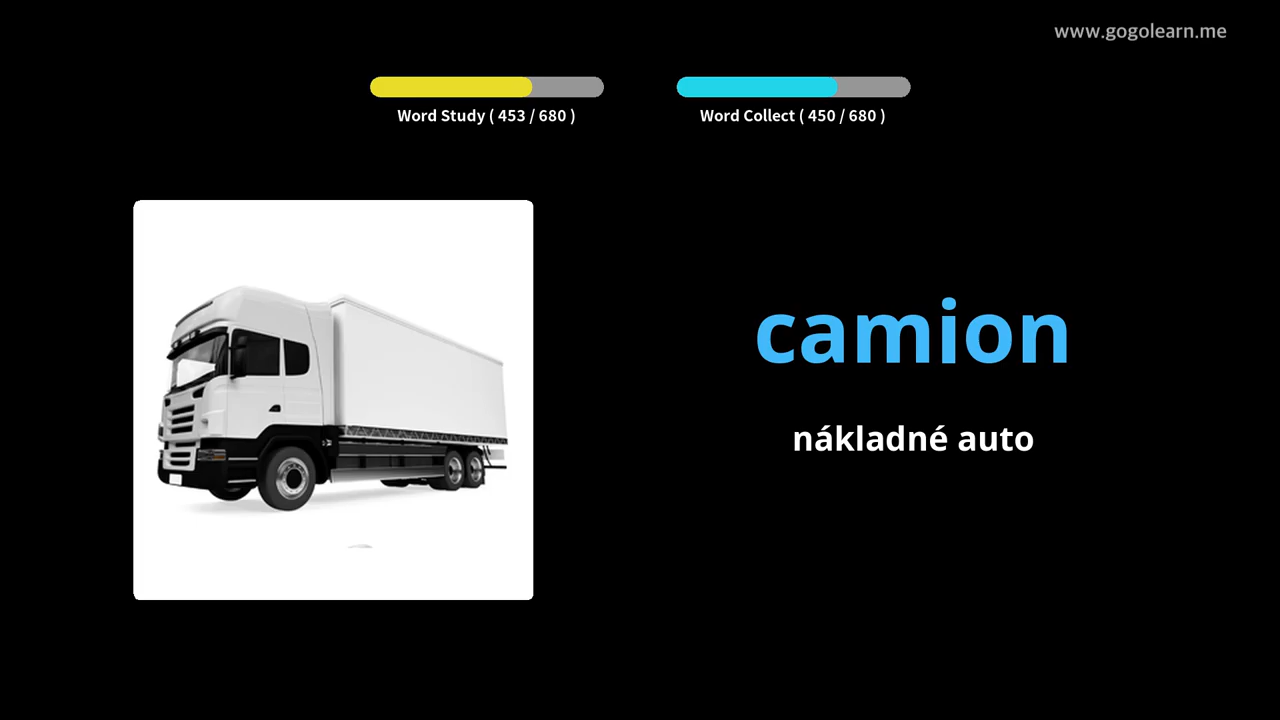 www.gogolearn.me
Word Study ( 453 / 680 )
Word Collect ( 450 / 680 )
camion
nákladné auto